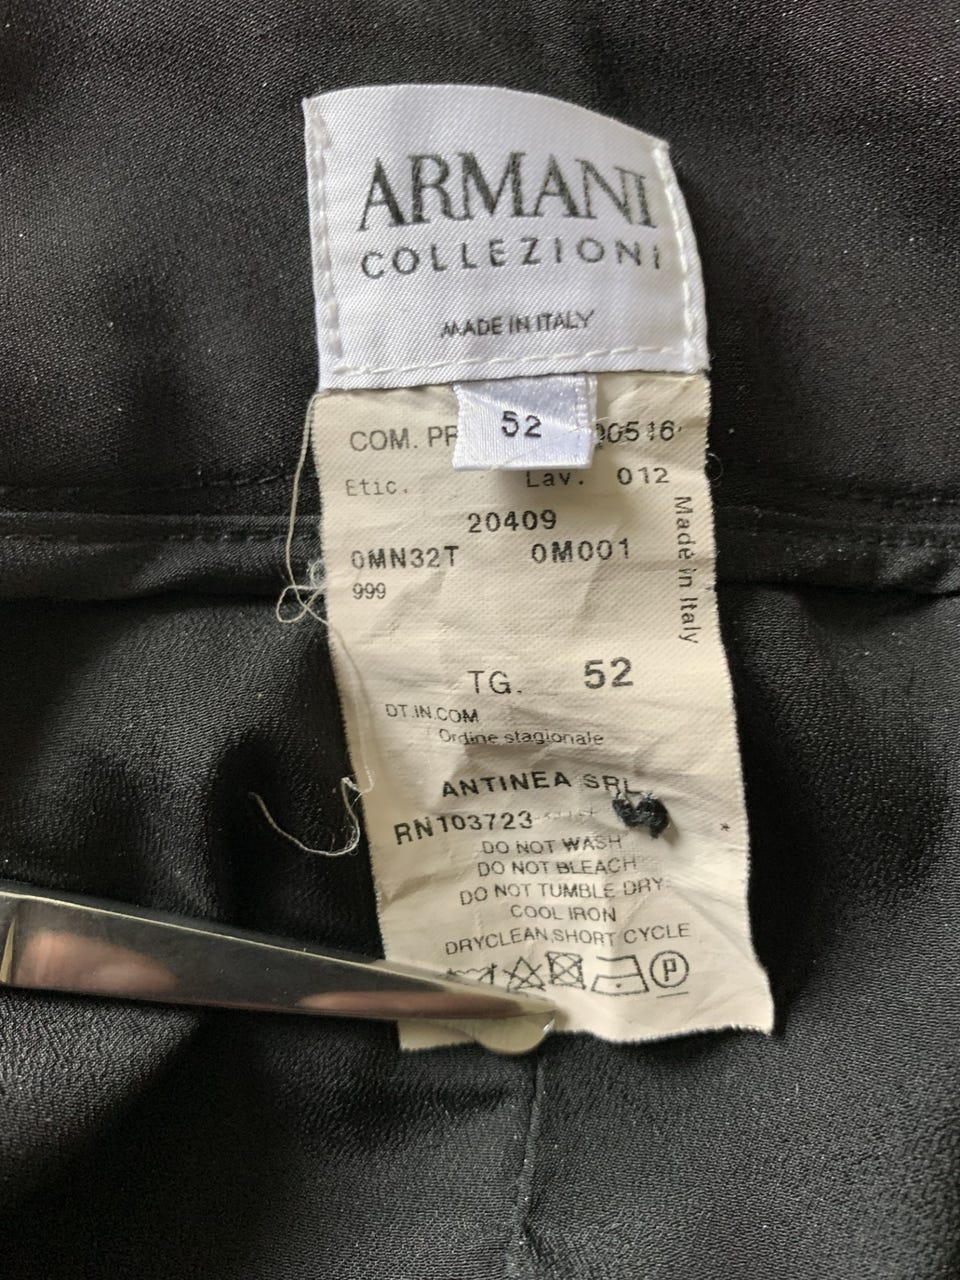 ARMANI
COLLEZIONI
MADE IN ITALY
52
COM. PR 00516
Etic. Lav. 012
20409
0MN32T 0M001
999
Made in Italy
TG. 52
DT.IN.COM
Ordine stagionale
ANTINEA SRL
RN103723
DO NOT WASH
DO NOT BLEACH
DO NOT TUMBLE DRY
COOL IRON
DRYCLEAN,SHORT CYCLE
P